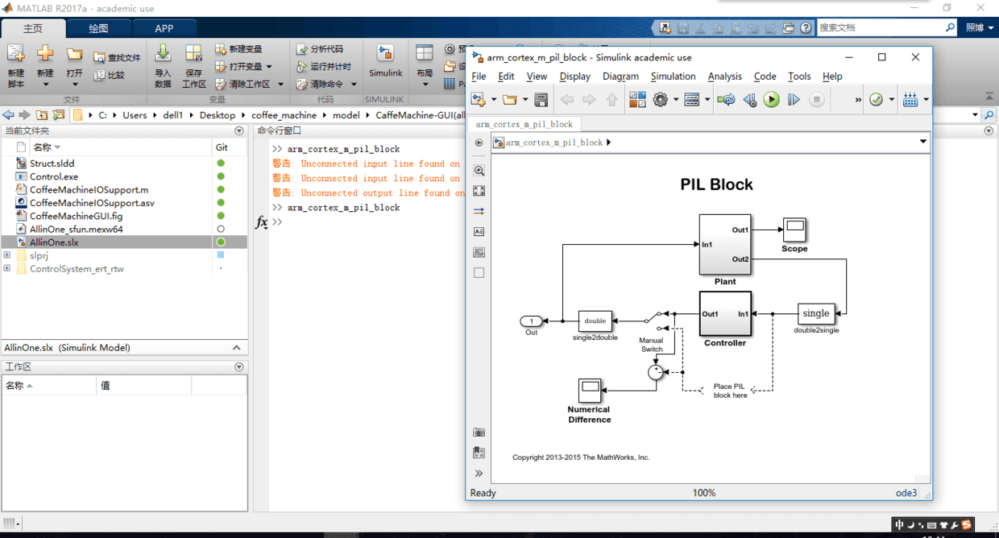 MATLAB R2017a - academic use
主页
绘图
APP
搜索文档
照博
新建
脚本
新建
打开
查找文件
比较
导入
数据
保存
工作区
新建变量
打开变量
清除工作区
分析代码
运行并计时
清除命令
Simulink
布局
文件
变量
代码
SIMULINK
C:
Users
dell1
Desktop
coffee_machine
model
CaffeMachine-GUI(all
当前文件夹
名称
Git
Struct.sldd
Control.exe
CoffeeMachineIOSupport.m
CoffeeMachineIOSupport.asv
CoffeeMachineGUI.fig
AllinOne_sfun.mexw64
AllinOne.slx
slprj
ControlSystem_ert_rtw
AllinOne.slx (Simulink Model)
工作区
名称
值
命令行窗口
>> arm_cortex_m_pil_block
警告: Unconnected input line found on
警告: Unconnected input line found on
警告: Unconnected output line found on
>> arm_cortex_m_pil_block
fx >>
arm_cortex_m_pil_block - Simulink academic use
File Edit View Display Diagram Simulation Analysis Code Tools Help
arm_cortex_m_pil_block
arm_cortex_m_pil_block
PIL Block
Out1
In1
Out2
Plant
Scope
1
Out
double
single2double
Manual
Switch
Out1 In1
Controller
single
double2single
Place PIL
block here
Numerical
Difference
Copyright 2013-2015 The MathWorks, Inc.
Ready
100%
ode3
中